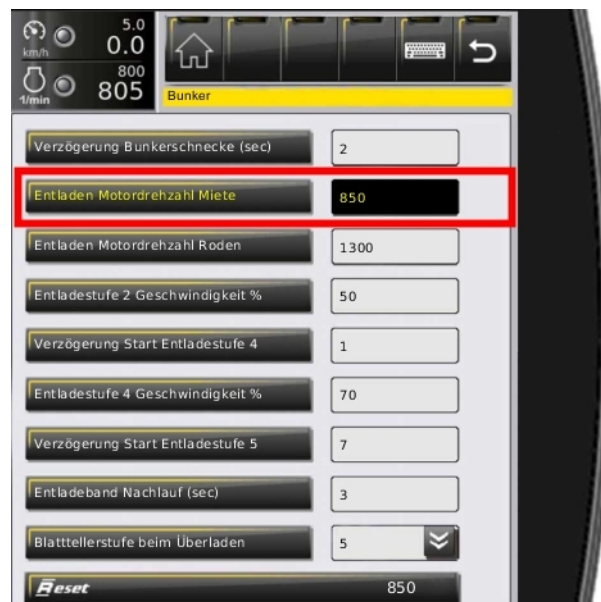 5.0
km/h 0.0
800
1/min 805
Bunker
Verzögerung Bunkerschnecke (sec) 2
Entladen Motordrehzahl Miete 850
Entladen Motordrehzahl Roden 1300
Entladestufe 2 Geschwindigkeit % 50
Verzögerung Start Entladestufe 4 1
Entladestufe 4 Geschwindigkeit % 70
Verzögerung Start Entladestufe 5 7
Entladeband Nachlauf (sec) 3
Blatttellerstufe beim Überladen 5
Reset 850